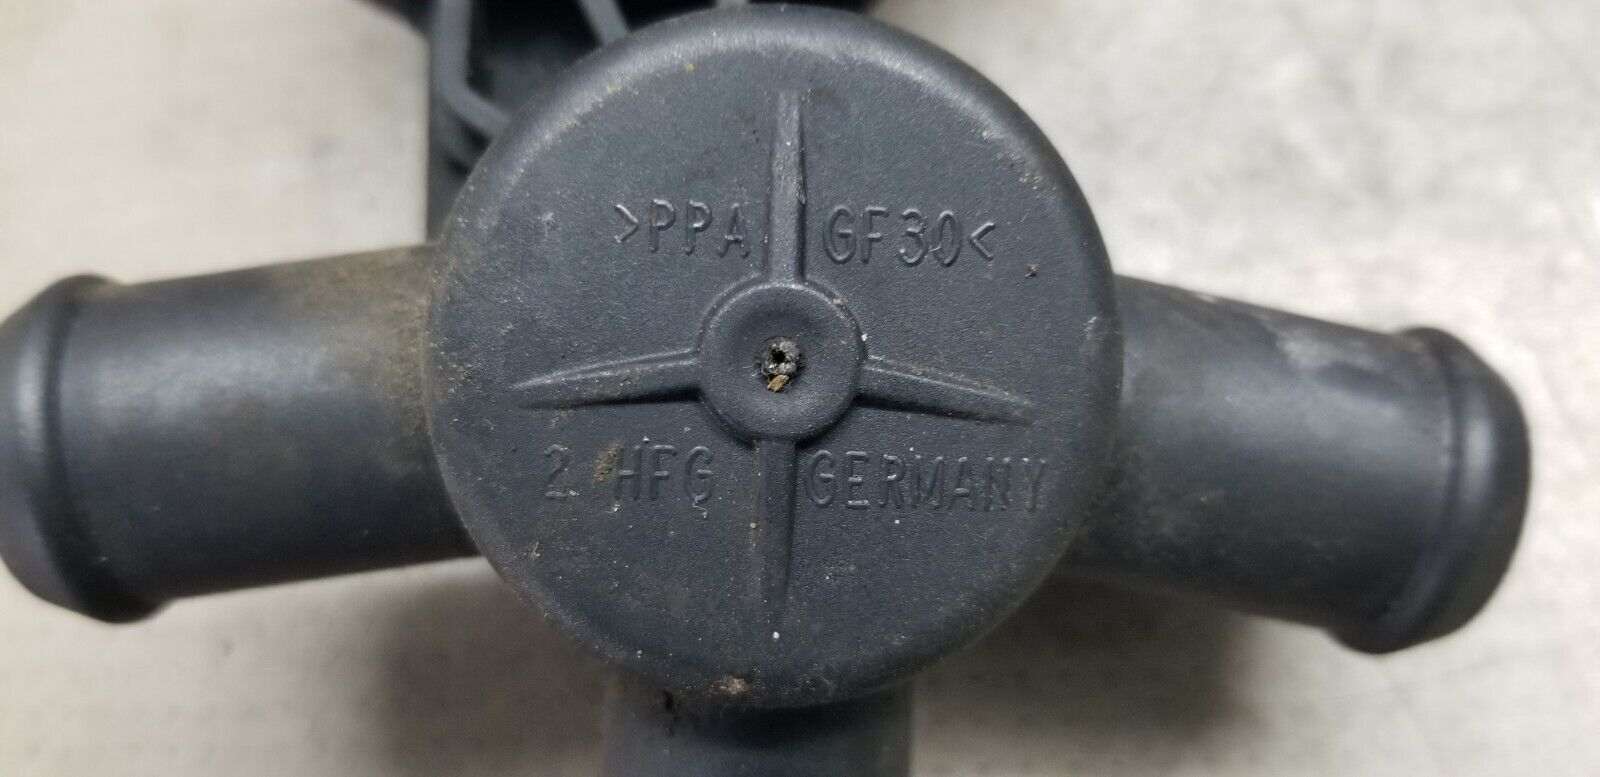 >PPA GF30<
2 HFG GERMANY